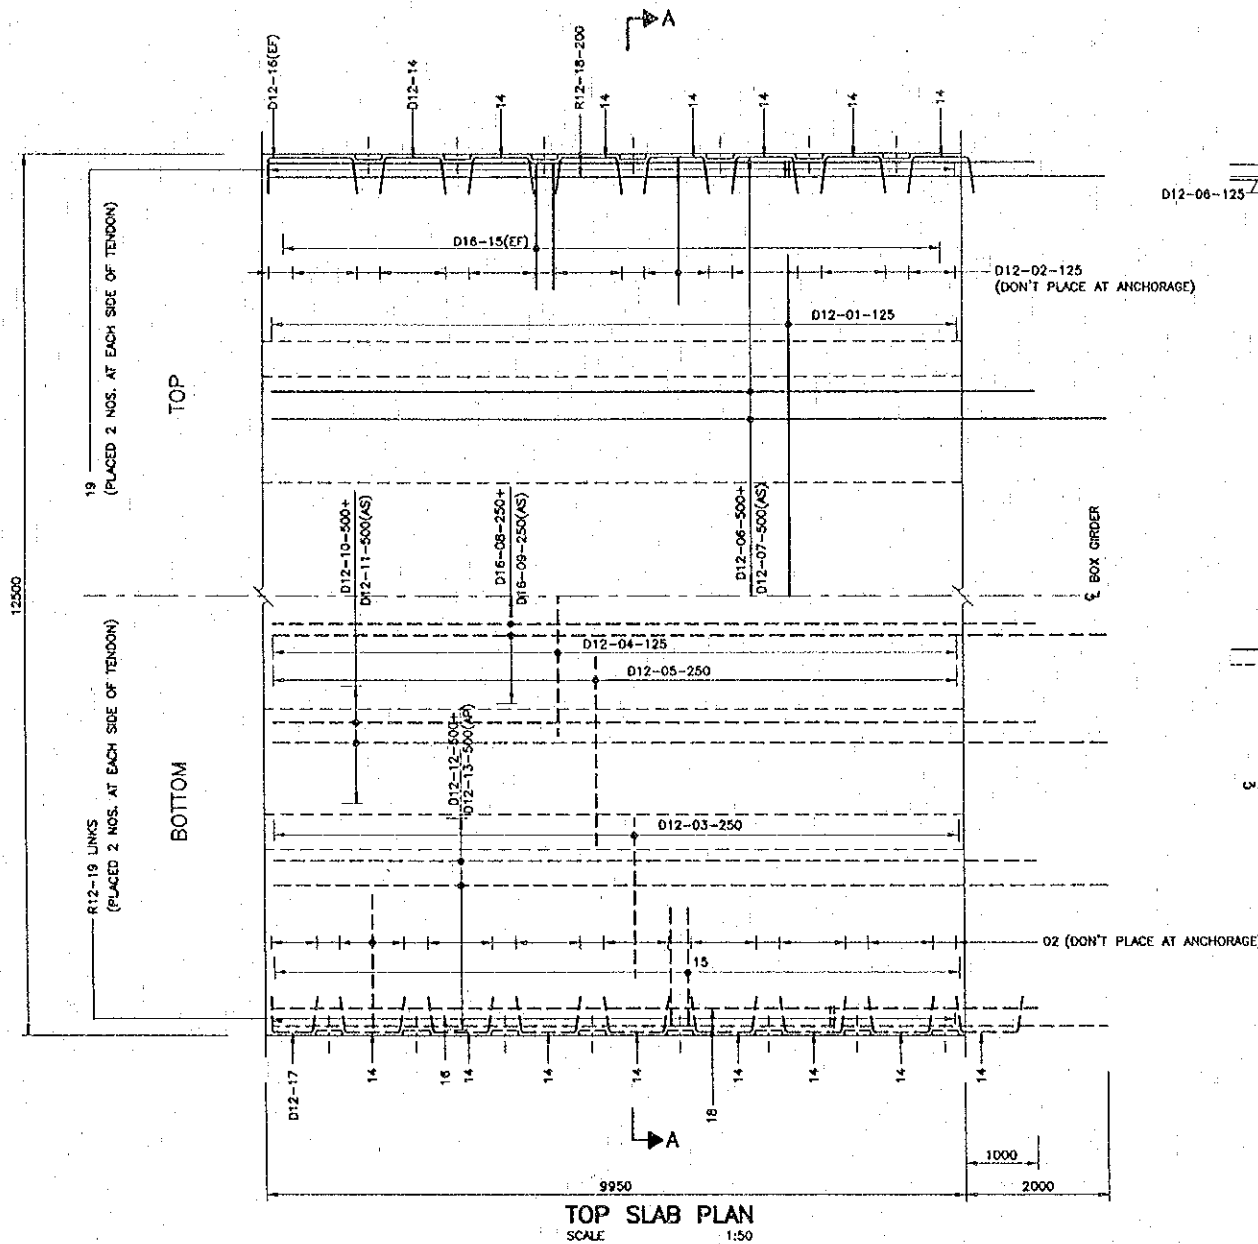 A
D12-16(EF)
D12-14
14
R12-18-200
14
14
14
14
14
D12-06-125
D16-15(EF)
D12-02-125
(DON'T PLACE AT ANCHORAGE)
D12-01-125
19
(PLACED 2 NOS. AT EACH SIDE OF TENDON)
TOP
D12-10-500+
D12-11-500(AS)
D16-08-250+
D16-09-250(AS)
D12-06-500+
D12-07-500(AS)
℄ BOX GIRDER
12500
D12-04-125
D12-05-250
R12-19 LINKS
(PLACED 2 NOS. AT EACH SIDE OF TENDON)
BOTTOM
D12-12-500+
D12-13-500(AP)
D12-03-250
02 (DON'T PLACE AT ANCHORAGE
15
D12-17
14
16
14
14
14
18
14
14
14
14
A
1000
9950
2000
TOP SLAB PLAN
SCALE 1:50